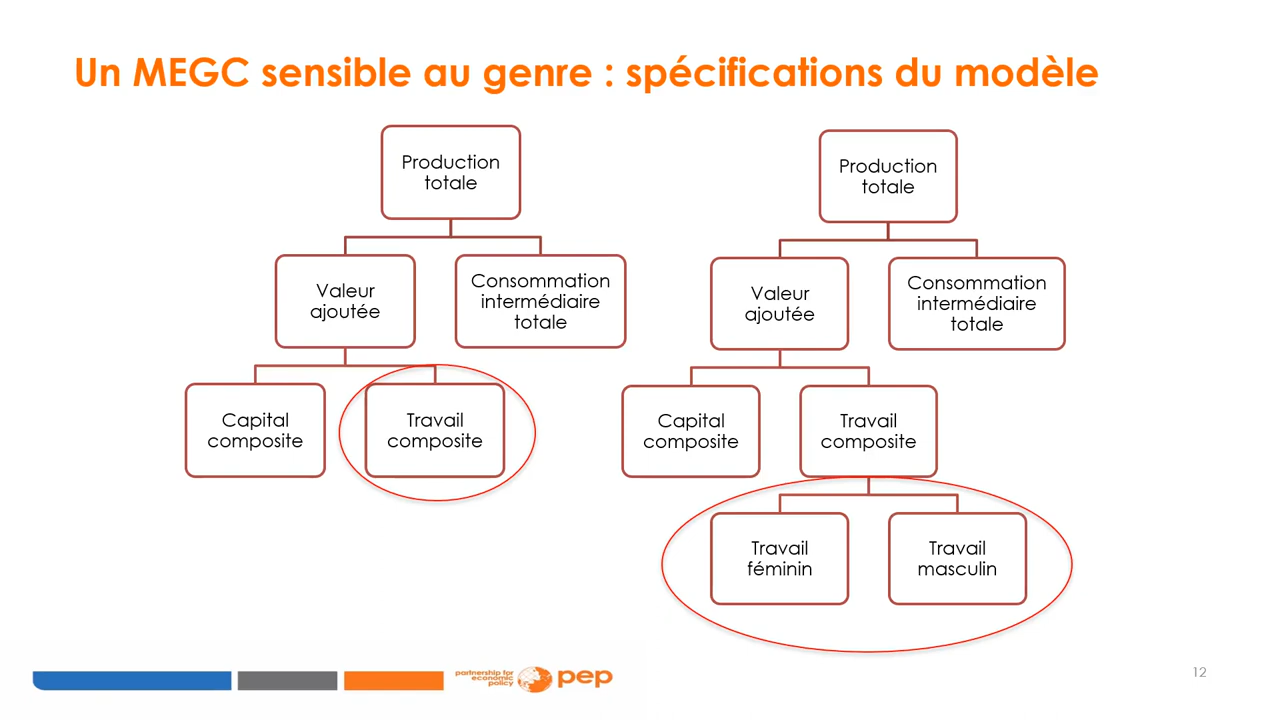 Un MEGC sensible au genre : spécifications du modèle
Production
totale
Valeur
ajoutée
Consommation
intermédiaire
totale
Capital
composite
Travail
composite
Production
totale
Valeur
ajoutée
Consommation
intermédiaire
totale
Capital
composite
Travail
composite
Travail
féminin
Travail
masculin
partnership for
economic
policy
pep
12